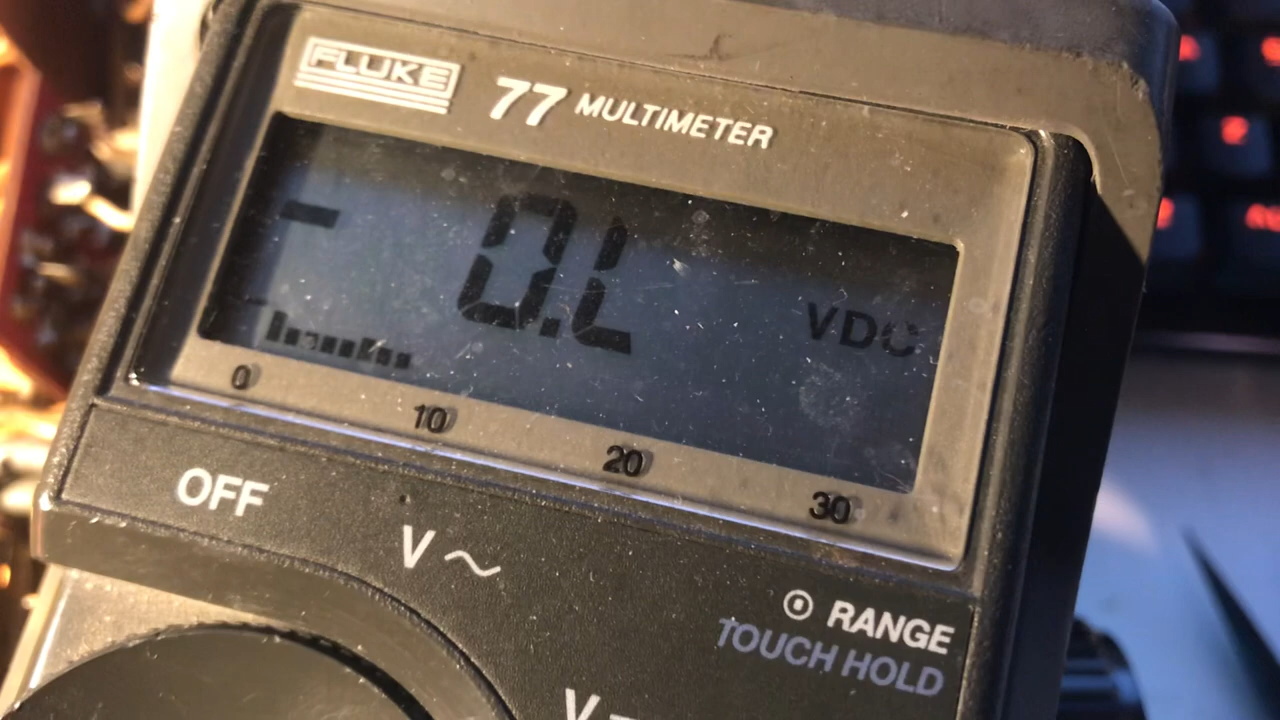 FLUKE
77 MULTIMETER
- 0.L
VDC
0 10 20 30
OFF
V ~
RANGE
TOUCH HOLD
V